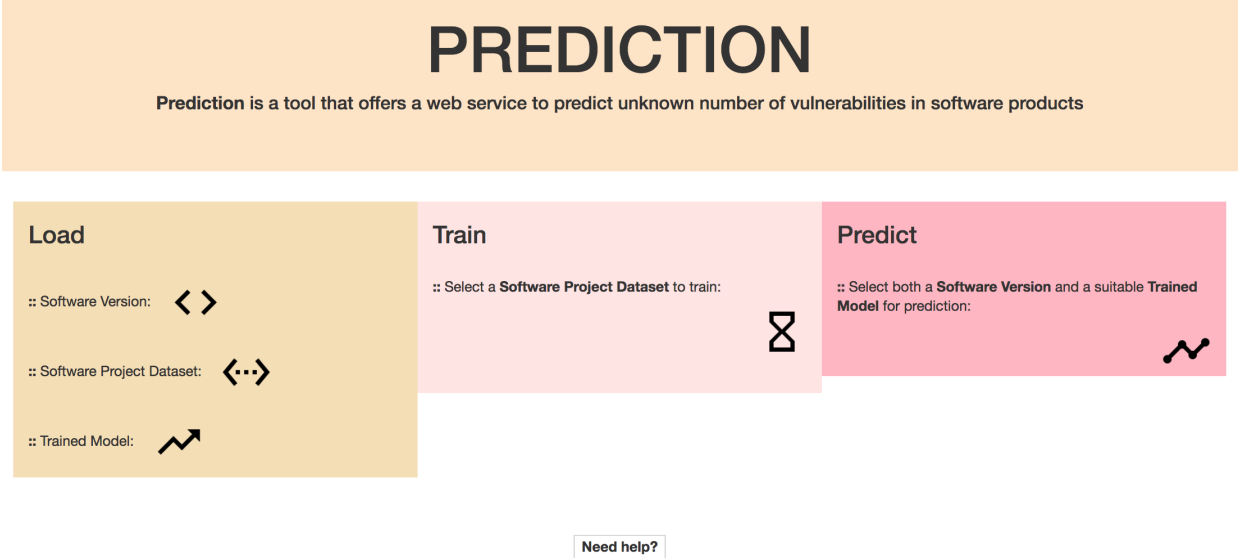 PREDICTION
Prediction is a tool that offers a web service to predict unknown number of vulnerabilities in software products
Load
:: Software Version:
:: Software Project Dataset:
:: Trained Model:
Train
:: Select a Software Project Dataset to train:
Predict
:: Select both a Software Version and a suitable Trained
Model for prediction:
Need help?